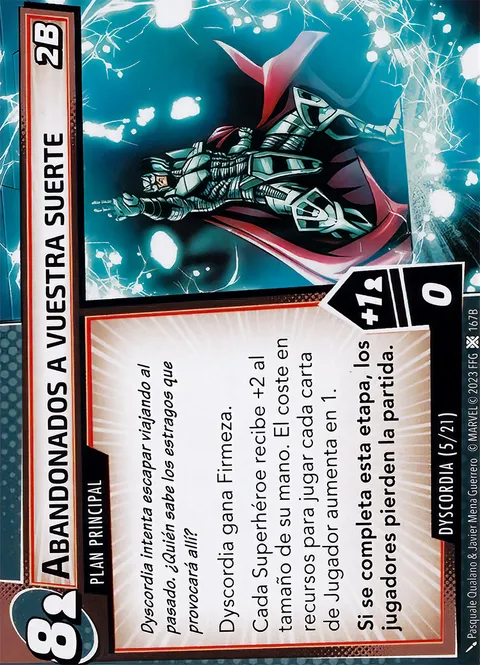 8
ABANDONADOS A VUESTRA SUERTE
2B
PLAN PRINCIPAL
Dyscordia intenta escapar viajando al
pasado. ¿Quién sabe los estragos que
provocará allí?
Dyscordia gana Firmeza.
Cada Superhéroe recibe +2 al
tamaño de su mano. El coste en
recursos para jugar cada carta
de Jugador aumenta en 1.
Si se completa esta etapa, los
jugadores pierden la partida.
+1
0
DYSCORDIA (5/21)
Pasquale Qualano & Javier Mena Guerrero © MARVEL © 2023 FFG 167B